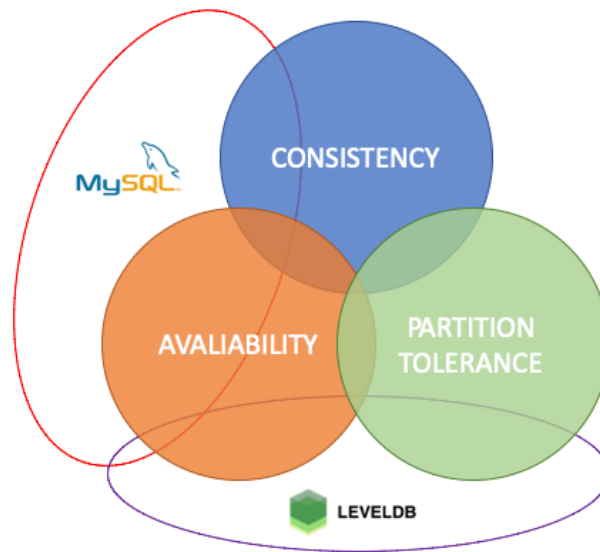 CONSISTENCY
MySQL
AVALIABILITY
PARTITION
TOLERANCE
LEVELDB